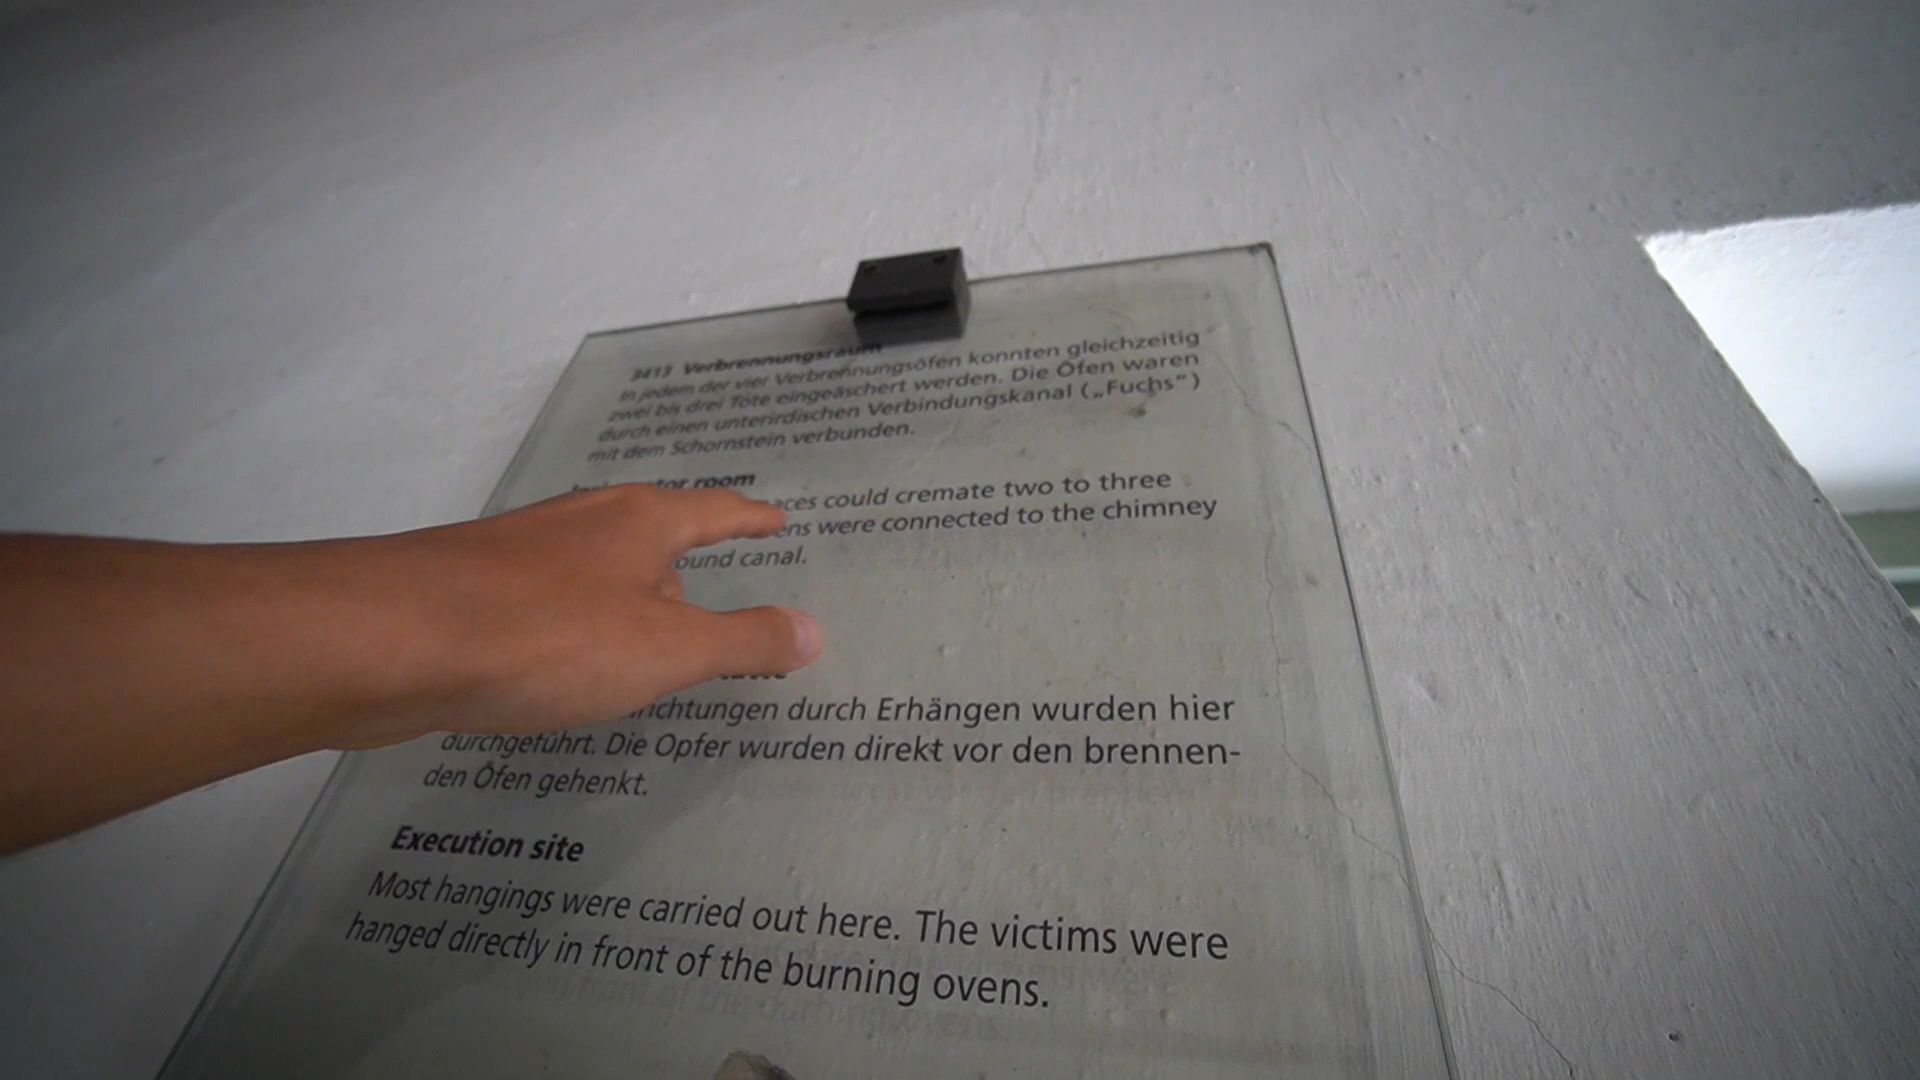 3413 Verbrennungsraum
In jedem der vier Verbrennungsöfen konnten gleichzeitig
zwei bis drei Tote eingeäschert werden. Die Öfen waren
durch einen unterirdischen Verbindungskanal („Fuchs“)
mit dem Schornstein verbunden.
room
could cremate two to three
were connected to the chimney
canal.
durch Erhängen wurden hier
durchgeführt. Die Opfer wurden direkt vor den brennen-
den Öfen gehenkt.
Execution site
Most hangings were carried out here. The victims were
hanged directly in front of the burning ovens.